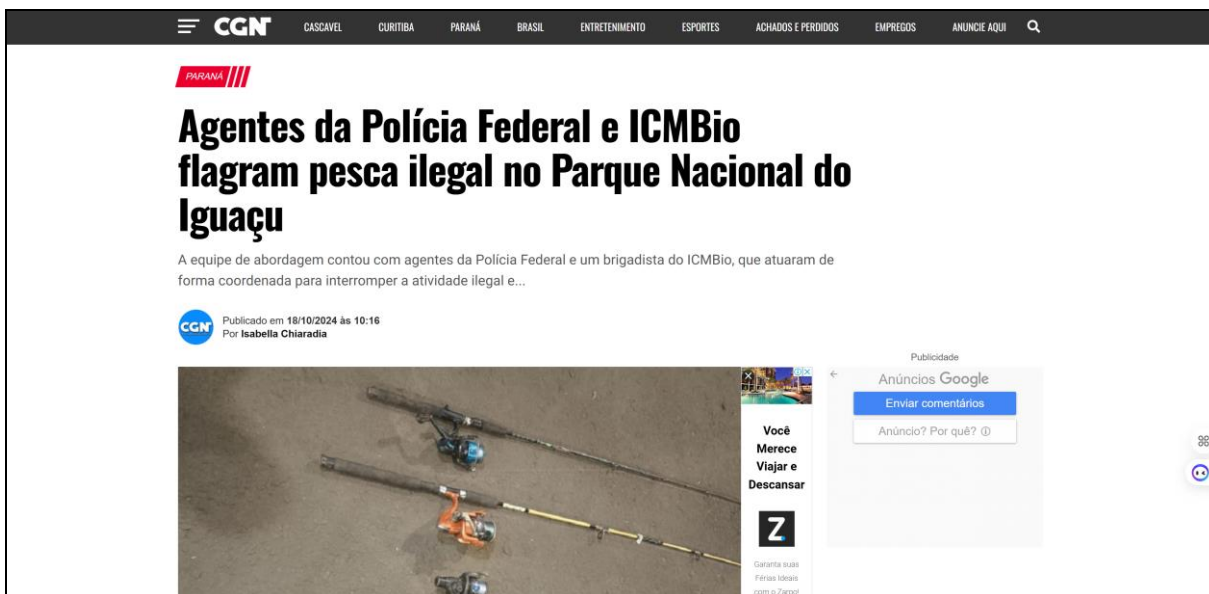 CGN
CASCAVEL
CURITIBA
PARANÁ
BRASIL
ENTRETENIMENTO
ESPORTES
ACHADOS E PERDIDOS
EMPREGOS
ANUNCIE AQUI
PARANÁ
Agentes da Polícia Federal e ICMBio
flagram pesca ilegal no Parque Nacional do
Iguaçu
A equipe de abordagem contou com agentes da Polícia Federal e um brigadista do ICMBio, que atuaram de
forma coordenada para interromper a atividade ilegal e...
CGN
Publicado em 18/10/2024 às 10:16
Por Isabella Chiaradia
Você
Merece
Viajar e
Descansar
Z
Garanta suas
Férias Ideais
com o Zarpo!
Publicidade
Anúncios Google
Enviar comentários
Anúncio? Por quê?